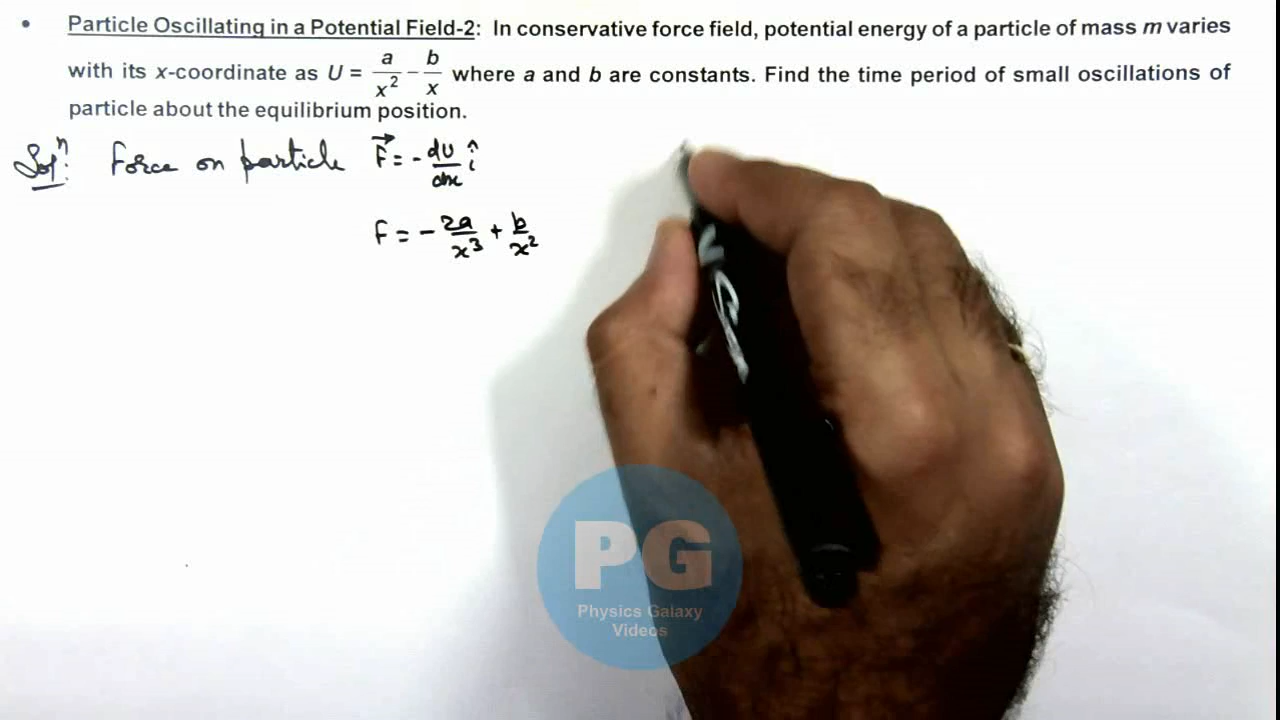 • Particle Oscillating in a Potential Field-2: In conservative force field, potential energy of a particle of mass m varies
with its x-coordinate as U = a/x² − b/x where a and b are constants. Find the time period of small oscillations of
particle about the equilibrium position.
Solⁿ: Force on particle F⃗ = - dU/dx î
F = - 2a/x³ + b/x²
PG
Physics Galaxy
Videos